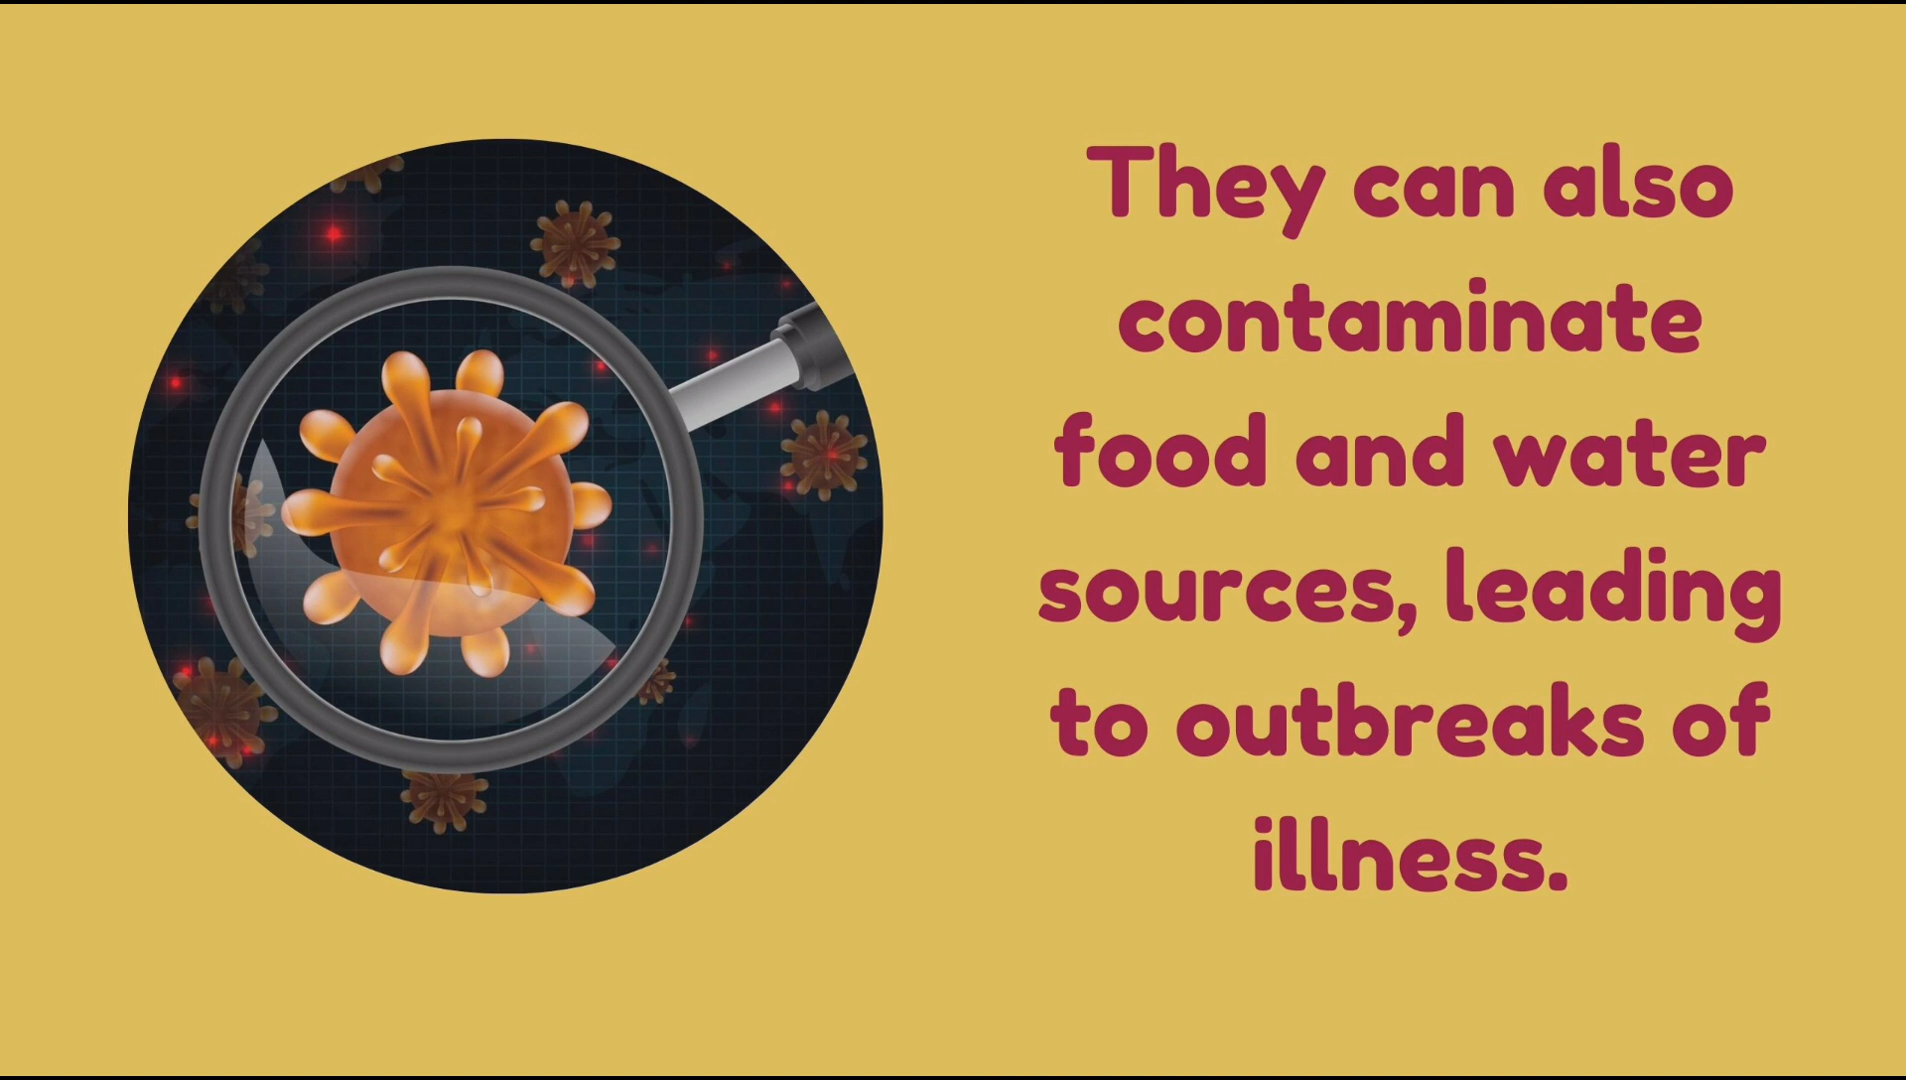 They can also
contaminate
food and water
sources, leading
to outbreaks of
illness.